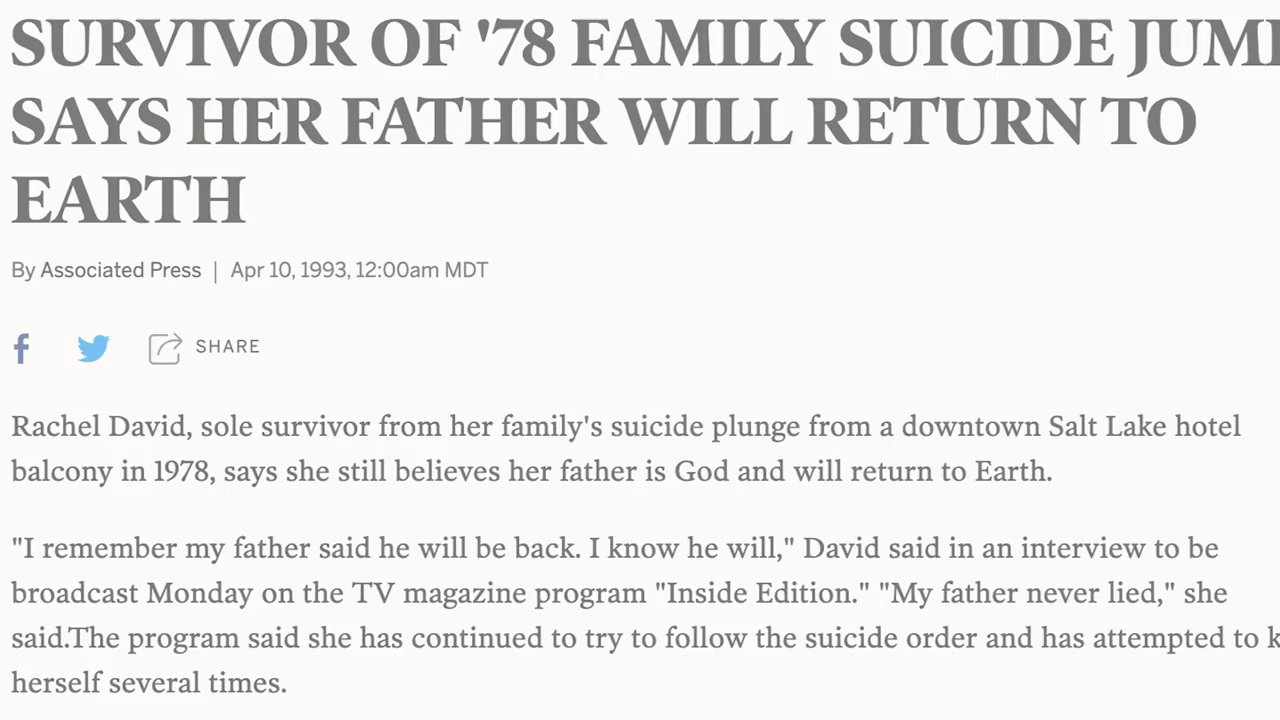 SURVIVOR OF '78 FAMILY SUICIDE
SAYS HER FATHER WILL RETURN TO
EARTH
By Associated Press | Apr 10, 1993, 12:00am MDT
SHARE
Rachel David, sole survivor from her family's suicide plunge from a downtown Salt Lake hotel
balcony in 1978, says she still believes her father is God and will return to Earth.
"I remember my father said he will be back. I know he will," David said in an interview to be
broadcast Monday on the TV magazine program "Inside Edition." "My father never lied," she
said.The program said she has continued to try to follow the suicide order and has attempted to
herself several times.